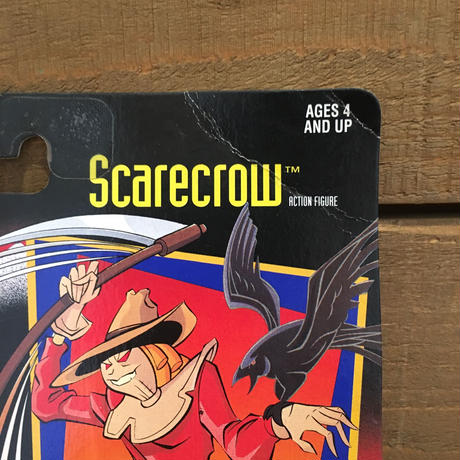 AGES 4
AND UP
Scarecrow™
ACTION FIGURE